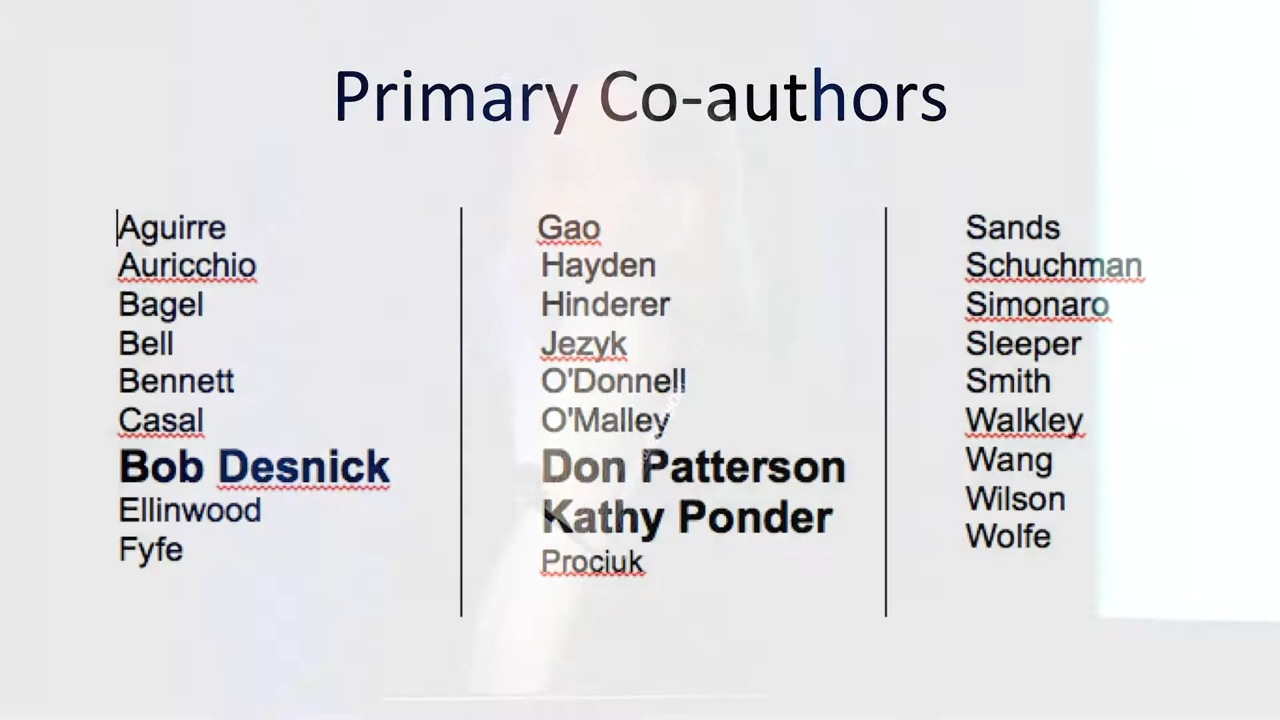 Primary Co-authors
Aguirre
Auricchio
Bagel
Bell
Bennett
Casal
Bob Desnick
Ellinwood
Fyfe
Gao
Hayden
Hinderer
Jezyk
O'Donnell
O'Malley
Don Patterson
Kathy Ponder
Prociuk
Sands
Schuchman
Simonaro
Sleeper
Smith
Walkley
Wang
Wilson
Wolfe